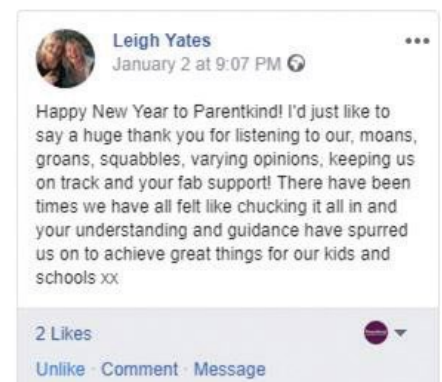 Leigh Yates
January 2 at 9:07 PM
Happy New Year to Parentkind! I'd just like to
say a huge thank you for listening to our, moans,
groans, squabbles, varying opinions, keeping us
on track and your fab support! There have been
times we have all felt like chucking it all in and
your understanding and guidance have spurred
us on to achieve great things for our kids and
schools xx
2 Likes
Unlike · Comment · Message